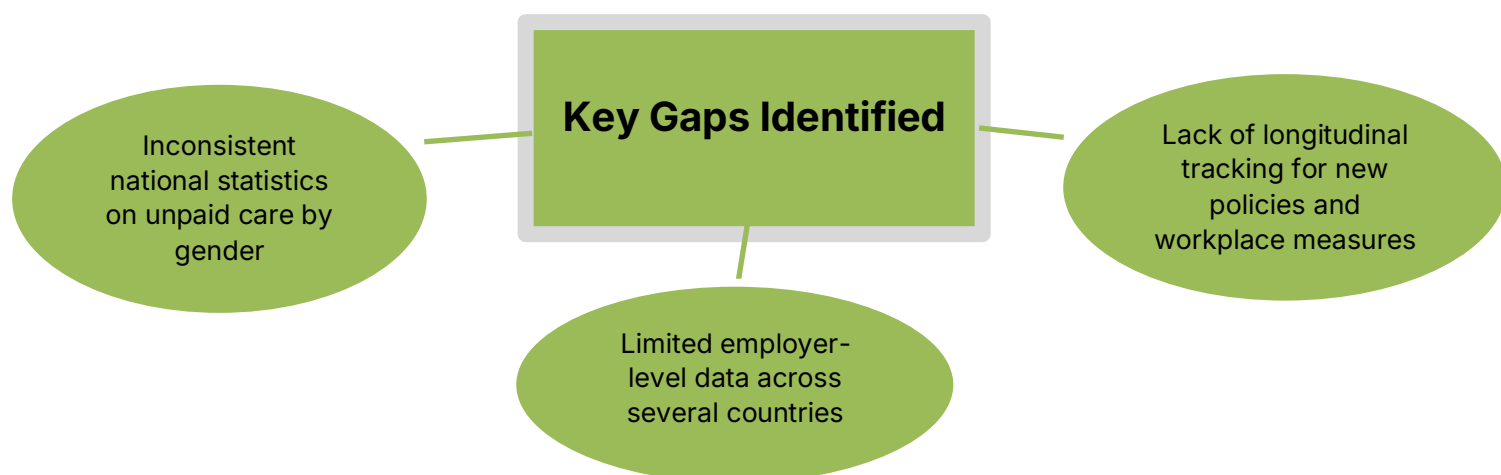 Key Gaps Identified
Inconsistent
national statistics
on unpaid care by
gender
Limited employer-
level data across
several countries
Lack of longitudinal
tracking for new
policies and
workplace measures